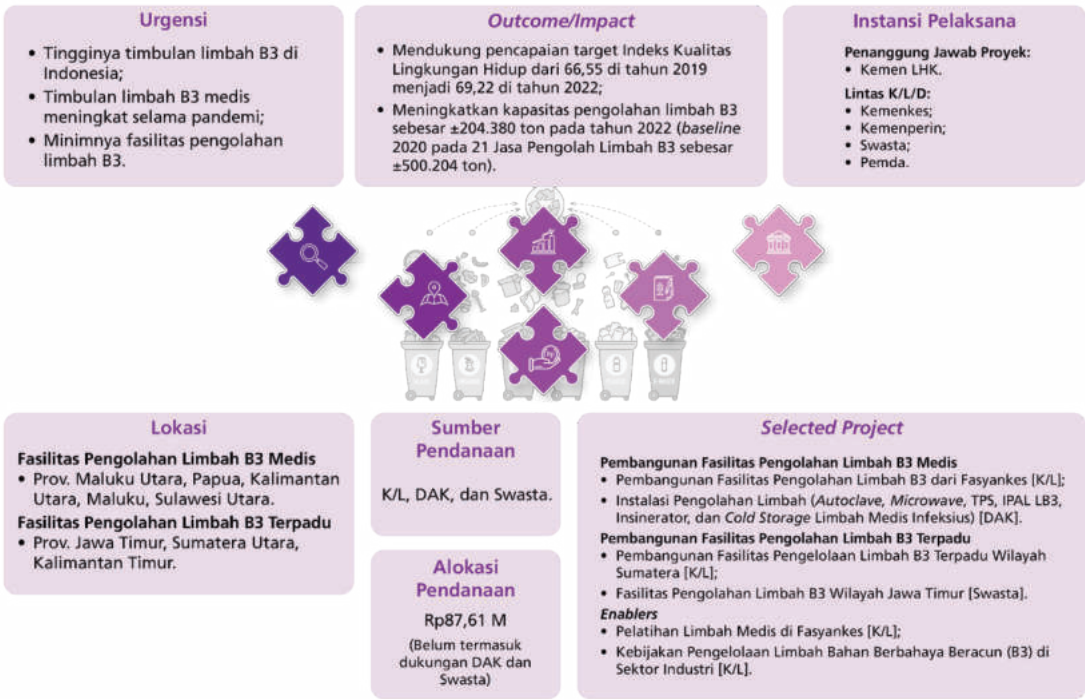 Urgensi
• Tingginya timbulan limbah B3 di
Indonesia;
• Timbulan limbah B3 medis
meningkat selama pandemi;
• Minimnya fasilitas pengolahan
limbah B3.
Outcome/Impact
• Mendukung pencapaian target Indeks Kualitas
Lingkungan Hidup dari 66,55 di tahun 2019
menjadi 69,22 di tahun 2022;
• Meningkatkan kapasitas pengolahan limbah B3
sebesar ±204.380 ton pada tahun 2022 (baseline
2020 pada 21 Jasa Pengolah Limbah B3 sebesar
±500.204 ton).
Instansi Pelaksana
Penanggung Jawab Proyek:
• Kemen LHK.
Lintas K/L/D:
• Kemenkes;
• Kemenperin;
• Swasta;
• Pemda.
Lokasi
Fasilitas Pengolahan Limbah B3 Medis
• Prov. Maluku Utara, Papua, Kalimantan
Utara, Maluku, Sulawesi Utara.
Fasilitas Pengolahan Limbah B3 Terpadu
• Prov. Jawa Timur, Sumatera Utara,
Kalimantan Timur.
Sumber
Pendanaan
K/L, DAK, dan Swasta.
Alokasi
Pendanaan
Rp87,61 M
(Belum termasuk
dukungan DAK dan
Swasta)
Selected Project
Pembangunan Fasilitas Pengolahan Limbah B3 Medis
• Pembangunan Fasilitas Pengolahan Limbah B3 dari Fasyankes [K/L];
• Instalasi Pengolahan Limbah (Autoclave, Microwave, TPS, IPAL LB3,
Insinerator, dan Cold Storage Limbah Medis Infeksius) [DAK].
Pembangunan Fasilitas Pengolahan Limbah B3 Terpadu
• Pembangunan Fasilitas Pengelolaan Limbah B3 Terpadu Wilayah
Sumatera [K/L];
• Fasilitas Pengolahan Limbah B3 Wilayah Jawa Timur [Swasta].
Enablers
• Pelatihan Limbah Medis di Fasyankes [K/L];
• Kebijakan Pengelolaan Limbah Bahan Berbahaya Beracun (B3) di
Sektor Industri [K/L].